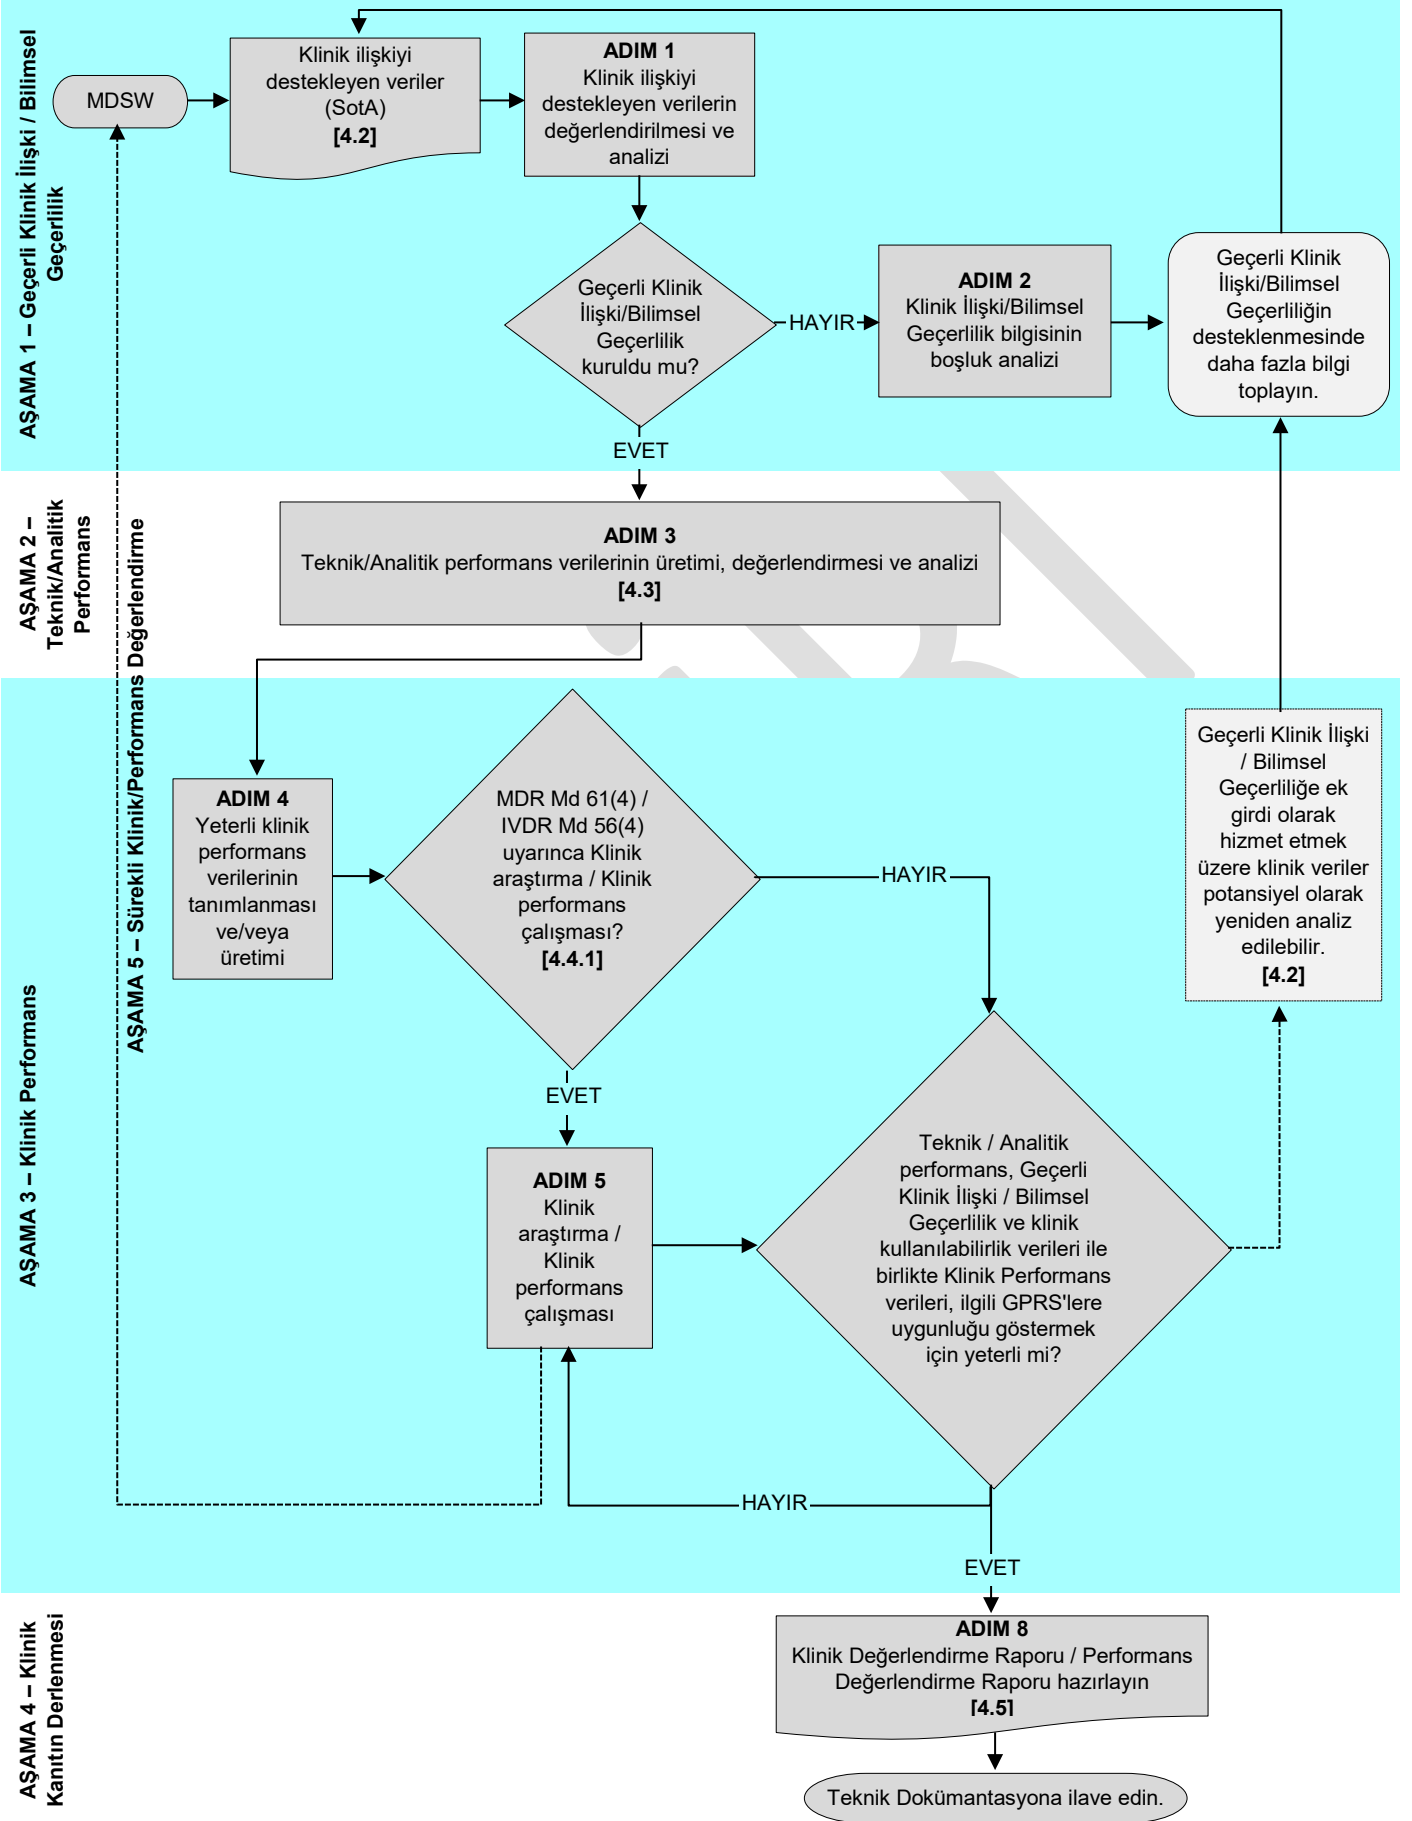 AŞAMA 1 – Geçerli Klinik İlişki / Bilimsel
Geçerlilik
MDSW
Klinik ilişkiyi
destekleyen veriler
(SotA)
[4.2]
ADIM 1
Klinik ilişkiyi
destekleyen verilerin
değerlendirilmesi ve
analizi
Geçerli Klinik
İlişki/Bilimsel
Geçerlilik
kuruldu mu?
HAYIR
ADIM 2
Klinik İlişki/Bilimsel
Geçerlilik bilgisinin
boşluk analizi
Geçerli Klinik
İlişki/Bilimsel
Geçerliliğin
desteklenmesinde
daha fazla bilgi
toplayın.
EVET
AŞAMA 2 –
Teknik/Analitik
Performans
AŞAMA 5 – Sürekli Klinik/Performans Değerlendirme
ADIM 3
Teknik/Analitik performans verilerinin üretimi, değerlendirmesi ve analizi
[4.3]
AŞAMA 3 – Klinik Performans
ADIM 4
Yeterli klinik
performans
verilerinin
tanımlanması
ve/veya
üretimi
MDR Md 61(4) /
IVDR Md 56(4)
uyarınca Klinik
araştırma / Klinik
performans
çalışması?
[4.4.1]
HAYIR
Geçerli Klinik İlişki
/ Bilimsel
Geçerliliğe ek
girdi olarak
hizmet etmek
üzere klinik veriler
potansiyel olarak
yeniden analiz
edilebilir.
[4.2]
EVET
ADIM 5
Klinik
araştırma /
Klinik
performans
çalışması
Teknik / Analitik
performans, Geçerli
Klinik İlişki / Bilimsel
Geçerlilik ve klinik
kullanılabilirlik verileri ile
birlikte Klinik Performans
verileri, ilgili GPRS'lere
uygunluğu göstermek
için yeterli mi?
HAYIR
EVET
AŞAMA 4 – Klinik
Kanıtın Derlenmesi
ADIM 8
Klinik Değerlendirme Raporu / Performans
Değerlendirme Raporu hazırlayın
[4.5]
Teknik Dokümantasyona ilave edin.